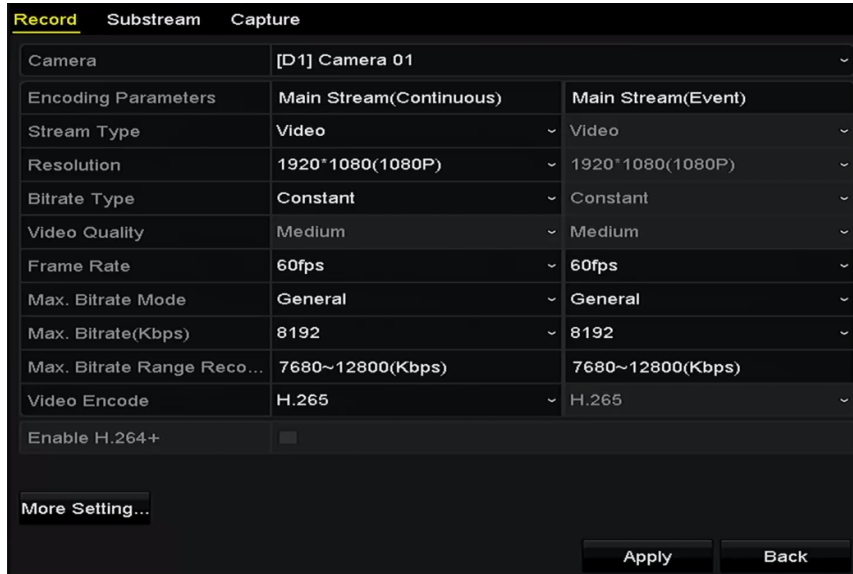 Record Substream Capture
Camera [D1] Camera 01
Encoding Parameters Main Stream(Continuous) Main Stream(Event)
Stream Type Video Video
Resolution 1920*1080(1080P) 1920*1080(1080P)
Bitrate Type Constant Constant
Video Quality Medium Medium
Frame Rate 60fps 60fps
Max. Bitrate Mode General General
Max. Bitrate(Kbps) 8192 8192
Max. Bitrate Range Reco... 7680~12800(Kbps) 7680~12800(Kbps)
Video Encode H.265 H.265
Enable H.264+
More Setting...
Apply Back